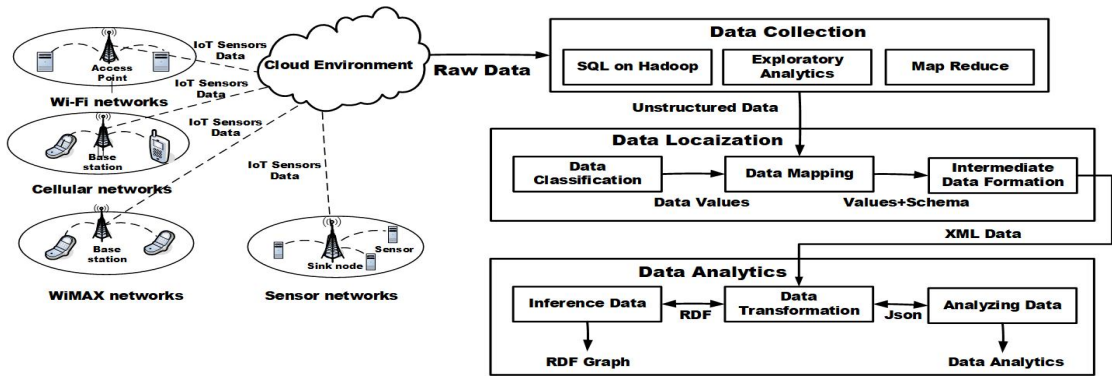 IoT Sensors
Data
Access
Point
Wi-Fi networks
IoT Sensors
Data
IoT Sensors
Data
Base
station
Cellular networks
Base
station
WiMAX networks
IoT Sensors
Data
Sensor
Sink node
Sensor networks
Cloud Environment
Raw Data
Data Collection
SQL on Hadoop
Exploratory
Analytics
Map Reduce
Unstructured Data
Data Locaization
Data
Classification
Data Mapping
Intermediate
Data Formation
Data Values
Values+Schema
XML Data
Data Analytics
Inference Data
RDF
Data
Transformation
Json
Analyzing Data
RDF Graph
Data Analytics